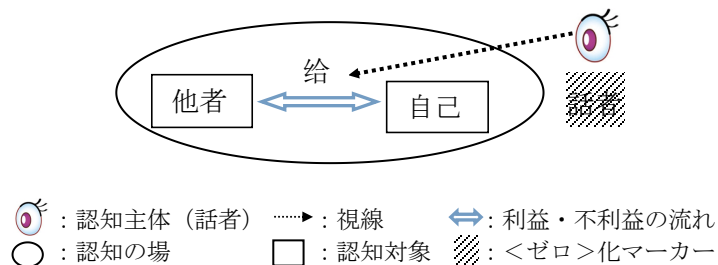 给
他者
自己
話者
：認知主体（話者）
：視線
：利益・不利益の流れ
：認知の場
：認知対象
：＜ゼロ＞化マーカー